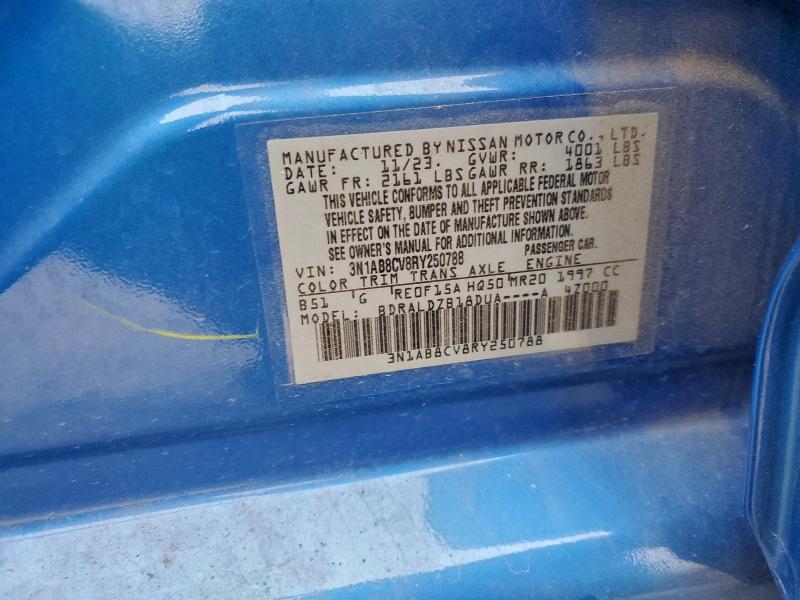 MANUFACTURED BY NISSAN MOTOR CO., LTD.
DATE: 11/23. GVWR: 4001 LBS
GAWR FR: 2161 LBS GAWR RR: 1863 LBS
THIS VEHICLE CONFORMS TO ALL APPLICABLE FEDERAL MOTOR
VEHICLE SAFETY, BUMPER AND THEFT PREVENTION STANDARDS
IN EFFECT ON THE DATE OF MANUFACTURE SHOWN ABOVE.
SEE OWNER'S MANUAL FOR ADDITIONAL INFORMATION.
VIN: 3N1AB8CV8RY250788 PASSENGER CAR.
COLOR TRIM TRANS AXLE ENGINE
B51 G RE0F15A HQ50 MR20 1997 CC
MODEL: BDRALDZB18DUA----A 47000
3N1AB8CV8RY250788